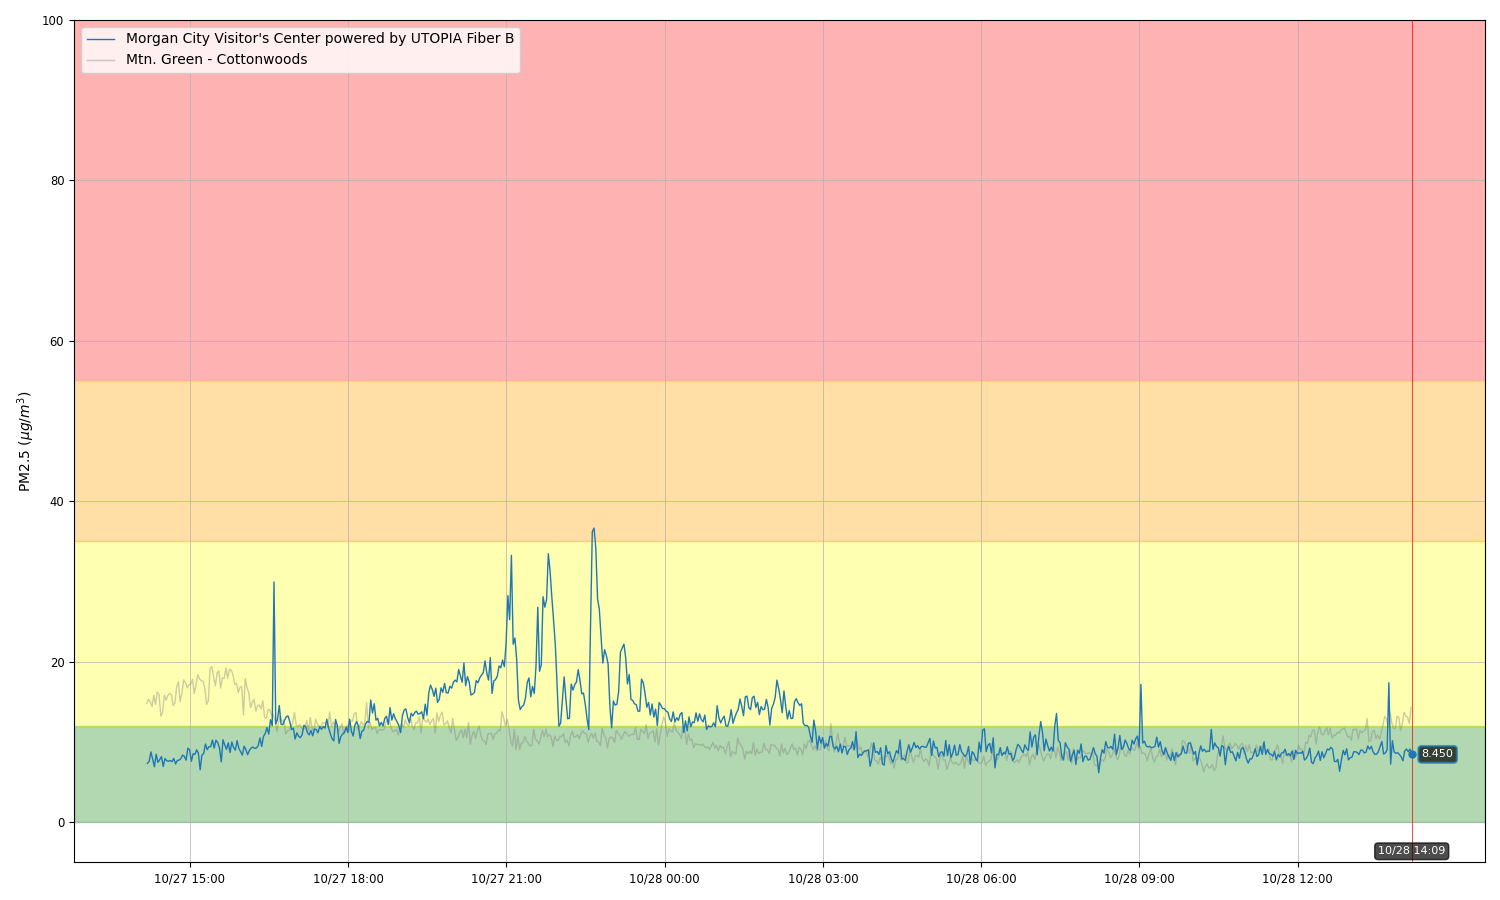 Morgan City Visitor's Center powered by UTOPIA Fiber B
Mtn. Green - Cottonwoods
100
80
60
40
20
0
PM2.5 (μg/m³)
8.450
10/28 14:09
10/27 15:00 10/27 18:00 10/27 21:00 10/28 00:00 10/28 03:00 10/28 06:00 10/28 09:00 10/28 12:00